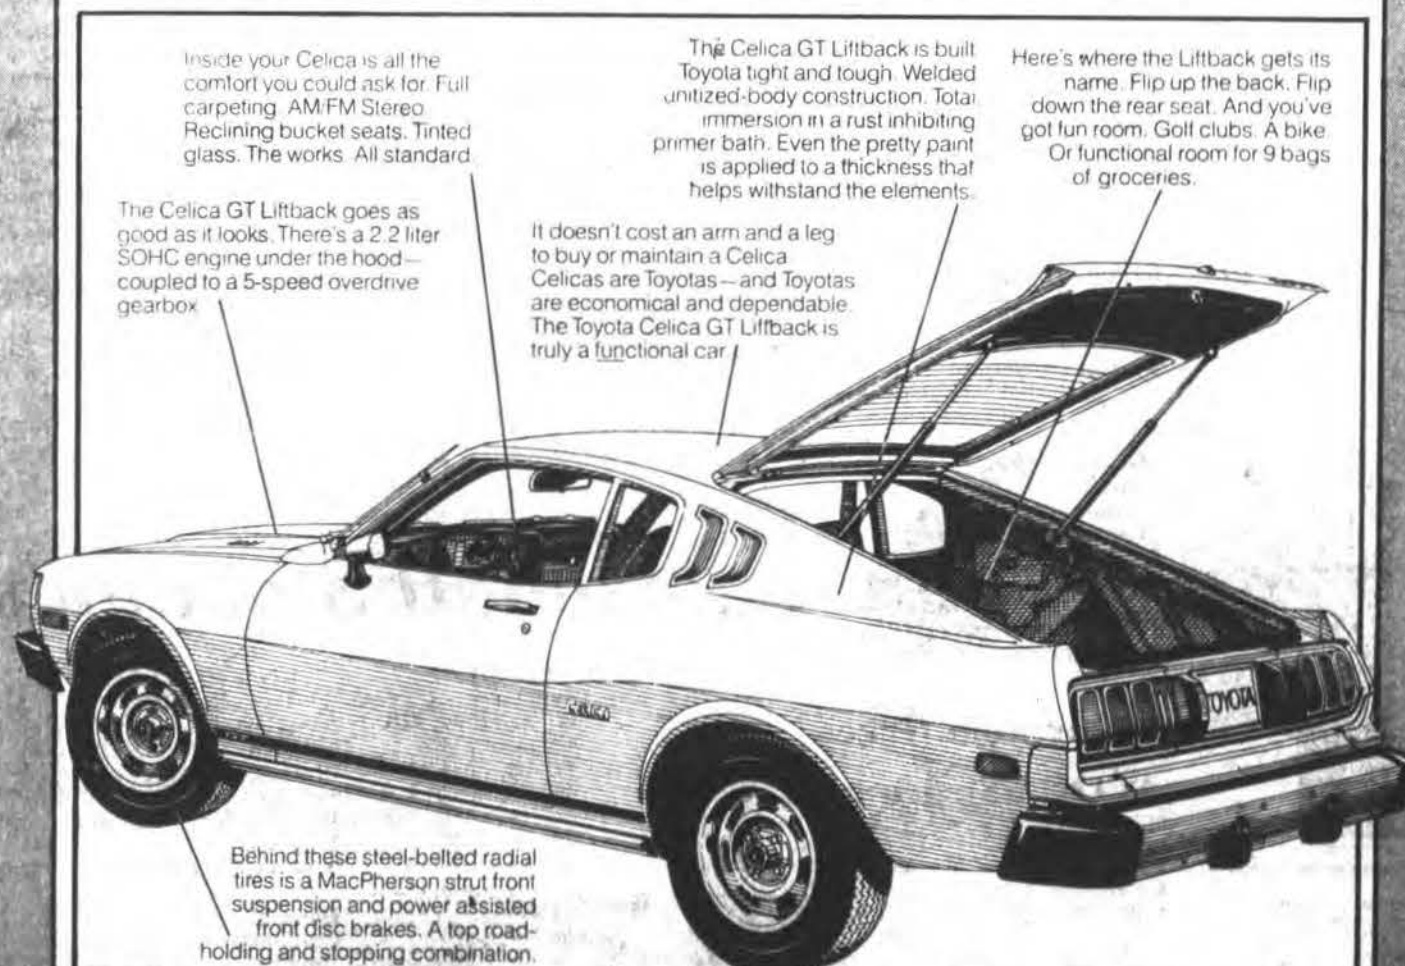 Inside your Celica is all the
comfort you could ask for. Full
carpeting. AM/FM Stereo.
Reclining bucket seats. Tinted
glass. The works. All standard.
The Celica GT Liftback goes as
good as it looks. There's a 2.2 liter
SOHC engine under the hood—
coupled to a 5-speed overdrive
gearbox.
It doesn't cost an arm and a leg
to buy or maintain a Celica.
Celicas are Toyotas—and Toyotas
are economical and dependable.
The Toyota Celica GT Liftback is
truly a functional car.
The Celica GT Liftback is built
Toyota tight and tough. Welded
unitized-body construction. Total
immersion in a rust inhibiting
primer bath. Even the pretty paint
is applied to a thickness that
helps withstand the elements.
Here's where the Liftback gets its
name. Flip up the back. Flip
down the rear seat. And you've
got fun room. Golf clubs. A bike.
Or functional room for 9 bags
of groceries.
CELICA
TOYOTA
Behind these steel-belted radial
tires is a MacPherson strut front
suspension and power assisted
front disc brakes. A top road-
holding and stopping combination.